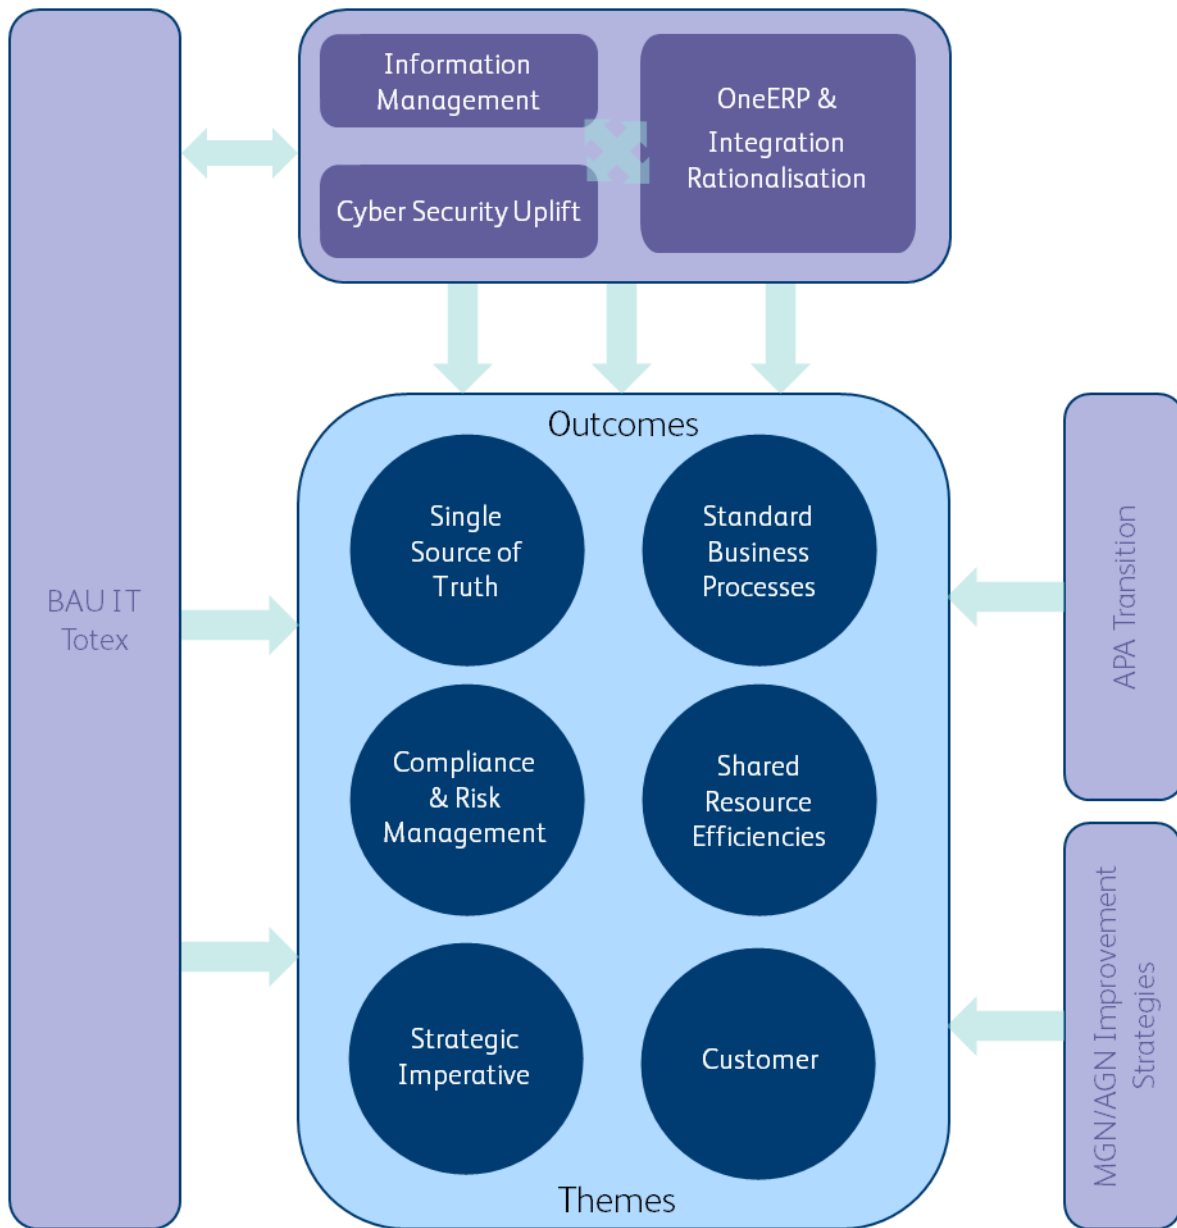 Information
Management
OneERP &
Integration
Rationalisation
Cyber Security Uplift
Outcomes
Single
Source of
Truth
Standard
Business
Processes
BAU IT
Totex
APA Transition
Compliance
& Risk
Management
Shared
Resource
Efficiencies
MGN/AGN Improvement
Strategies
Strategic
Imperative
Customer
Themes